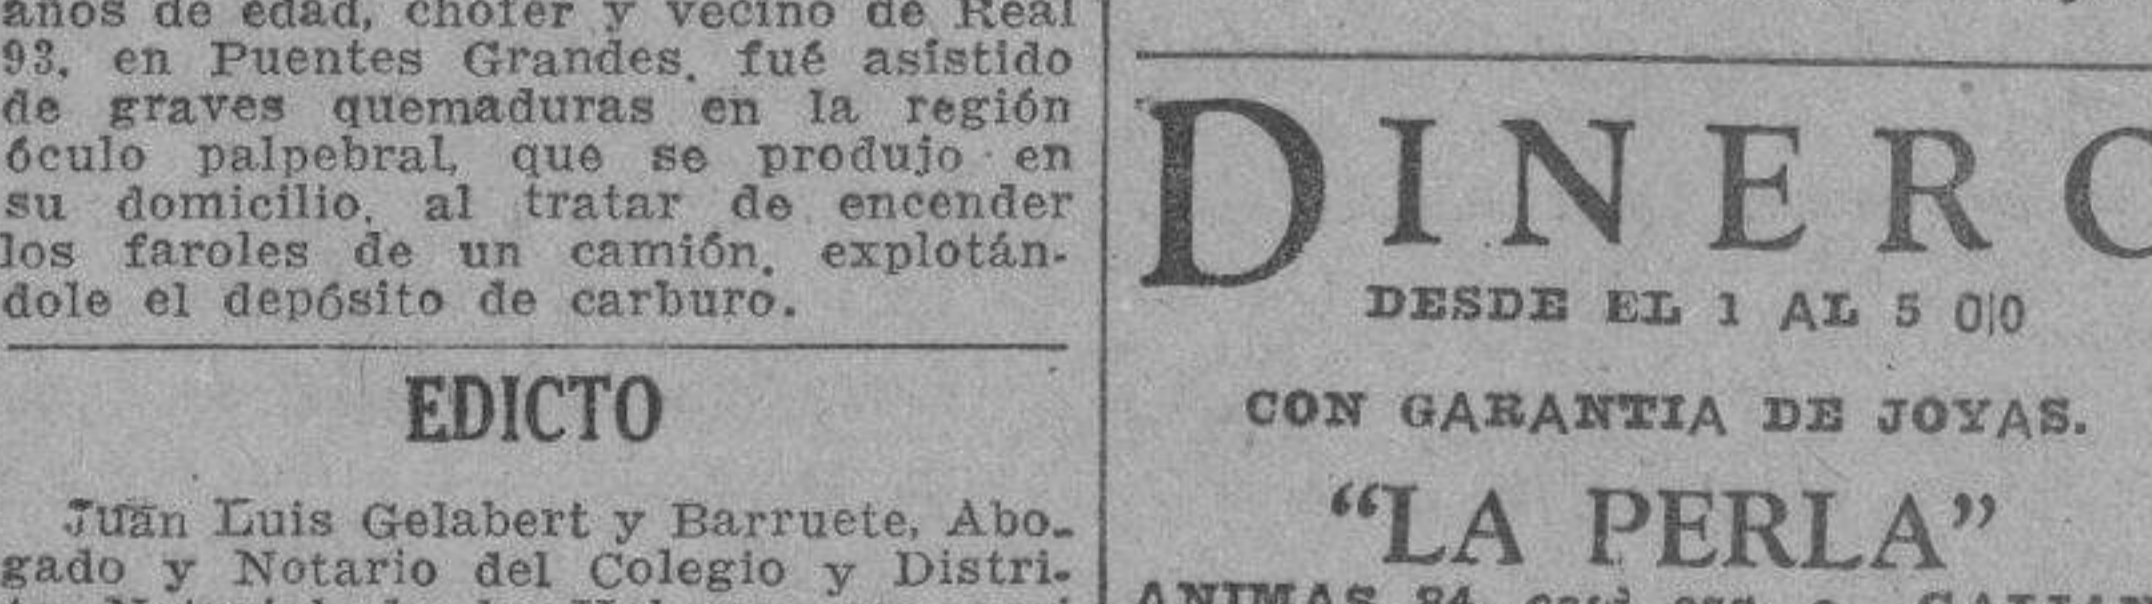 años de edad, chofer y vecino de Real
93, en Puentes Grandes, fué asistido
de graves quemaduras en la región
óculo palpebral, que se produjo en
su domicilio, al tratar de encender
los faroles de un camión, explotán-
dole el depósito de carburo.
EDICTO
Juan Luis Gelabert y Barruete, Abo-
gado y Notario del Colegio y Distri-
DINERO
DESDE EL 1 AL 5 0|0
CON GARANTIA DE JOYAS.
"LA PERLA"
ANIMAS 84